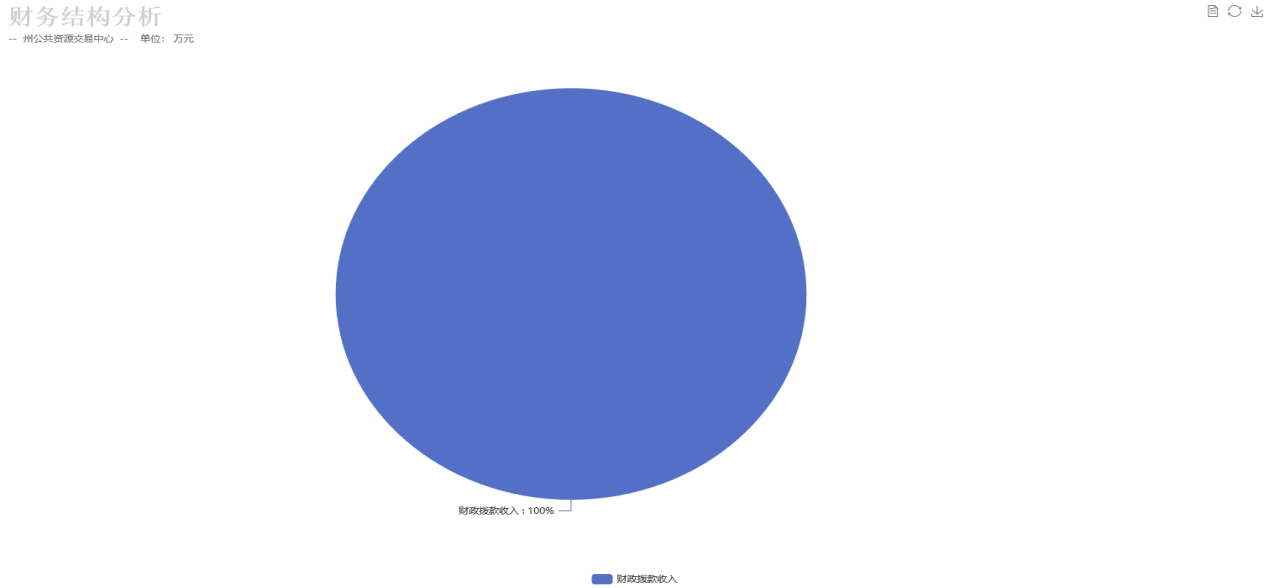 财务结构分析
-- 州公共资源交易中心 -- 单位： 万元
财政拨款收入 : 100%
财政拨款收入